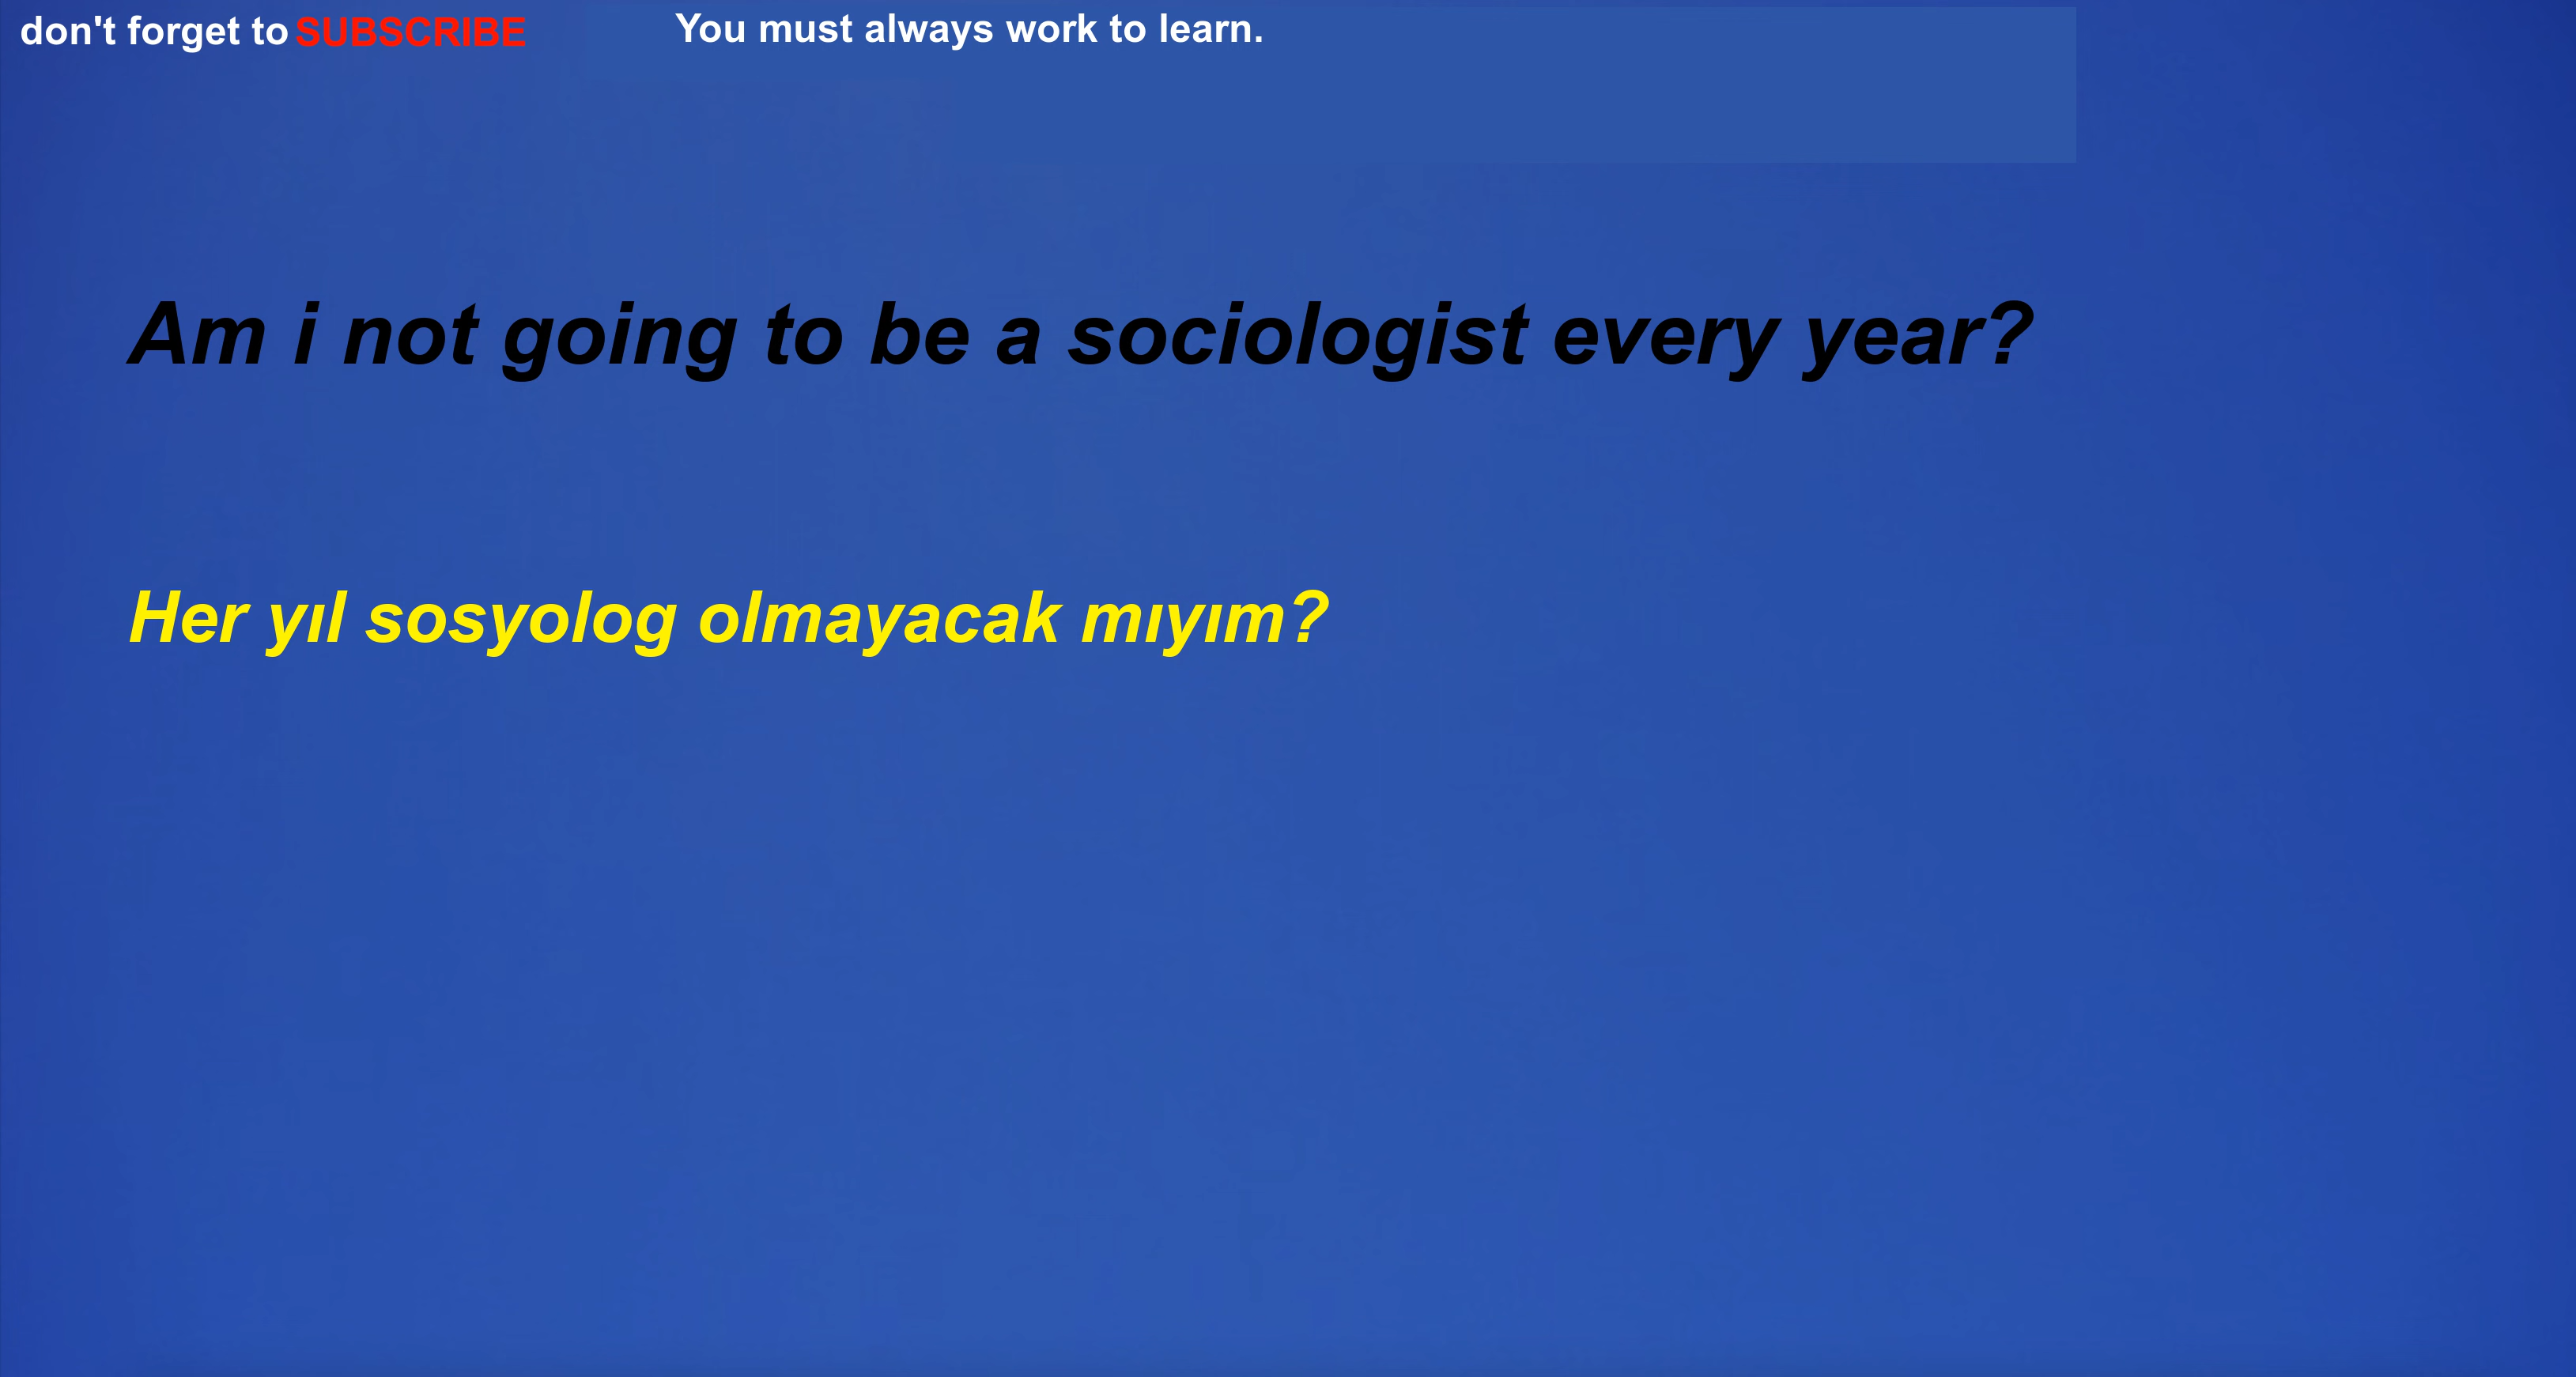 don't forget to SUBSCRIBE You must always work to learn.
Am i not going to be a sociologist every year?
Her yıl sosyolog olmayacak mıyım?